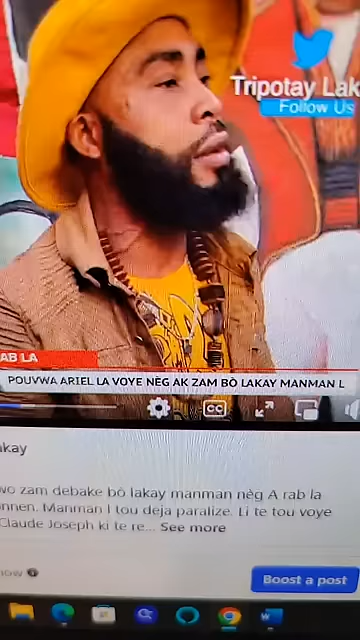 Tripotay Lak
Follow Us
AB LA
POUVWA ARIEL LA VOYE NÈG AK ZAM BÒ LAKAY MANMAN L
CC
akay
wo zam debake bò lakay manman nèg A rab la
nnen. Manman l tou deja paralize. Li te tou voye
Claude Joseph ki te re... See more
now
Boost a post